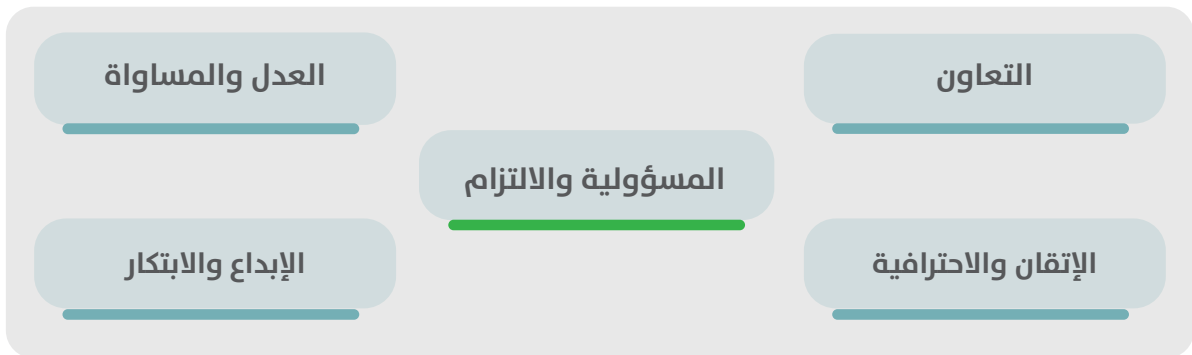 التعاون
العدل والمساواة
المسؤولية والالتزام
الإتقان والاحترافية
الإبداع والابتكار